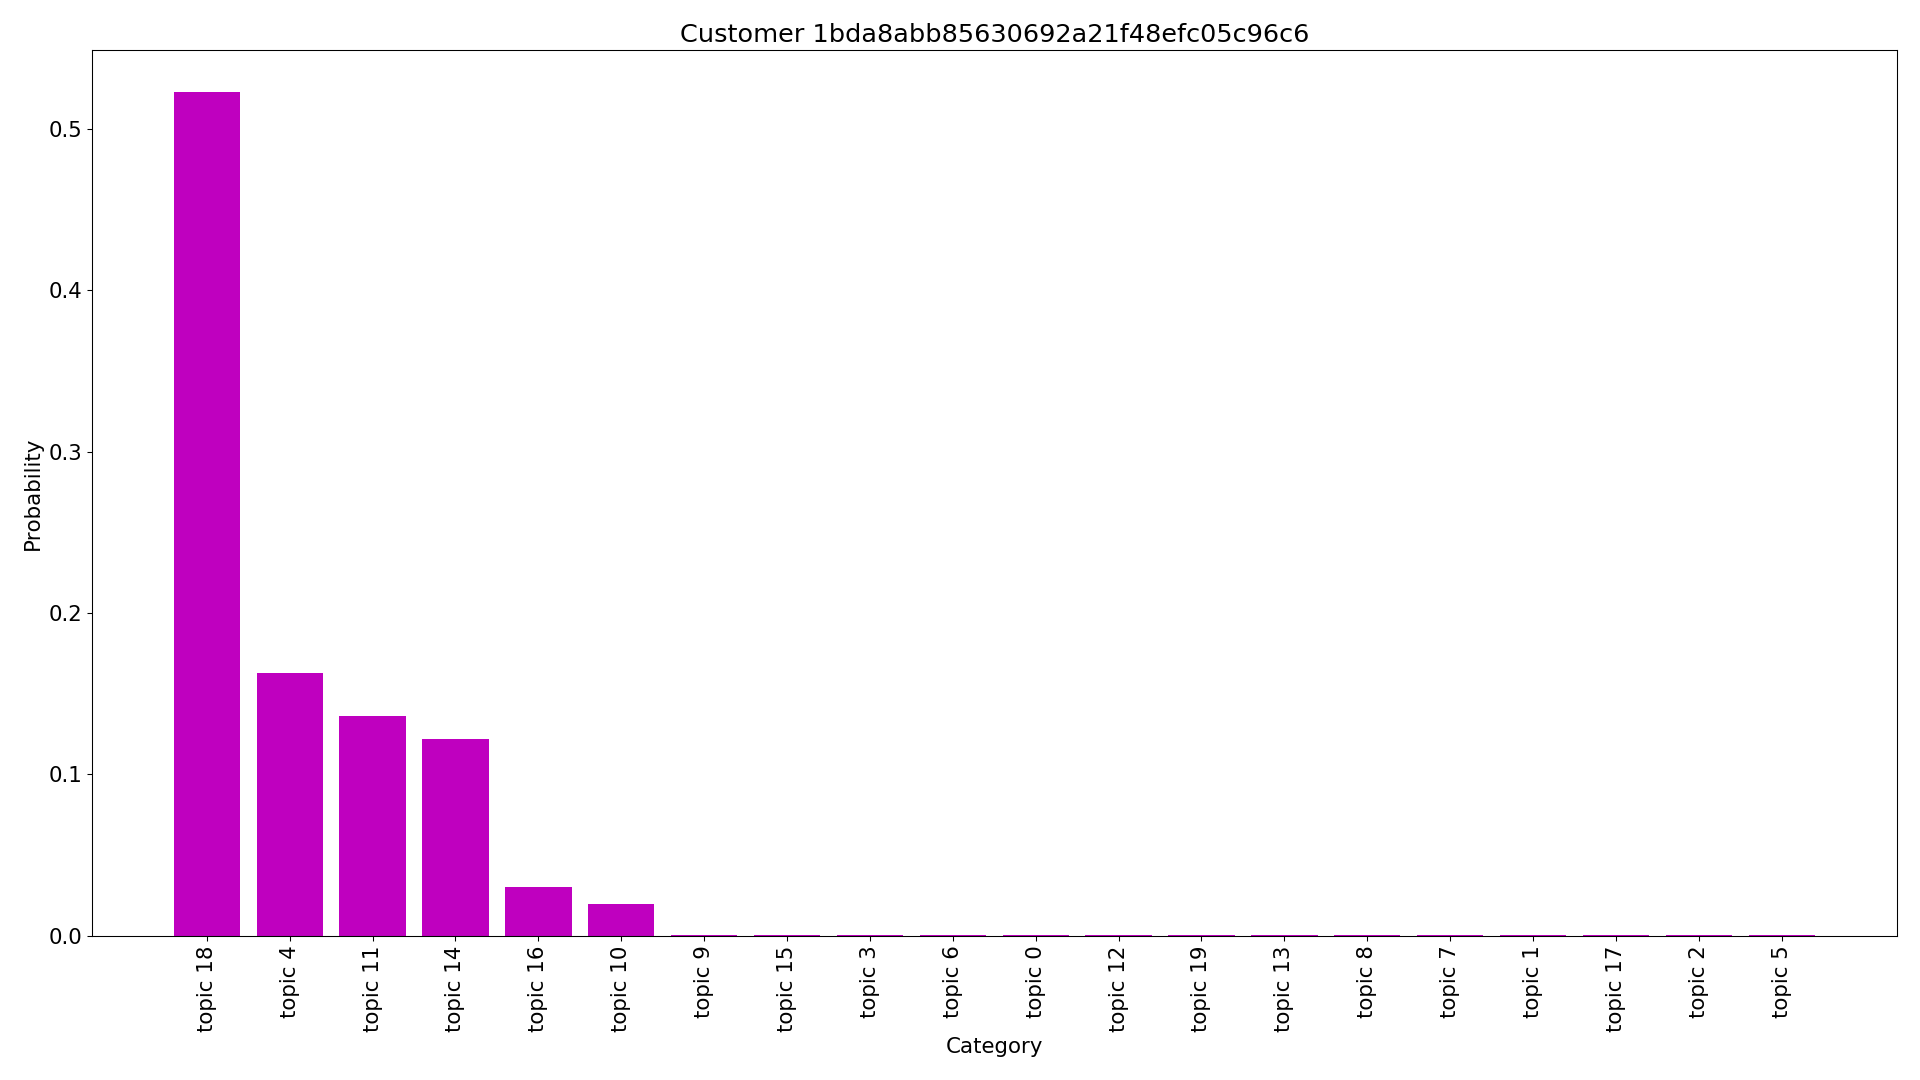 Customer 1bda8abb85630692a21f48efc05c96c6
Probability
0.5
0.4
0.3
0.2
0.1
0.0
topic 18
topic 4
topic 11
topic 14
topic 16
topic 10
topic 9
topic 15
topic 3
topic 6
topic 0
topic 12
topic 19
topic 13
topic 8
topic 7
topic 1
topic 17
topic 2
topic 5
Category